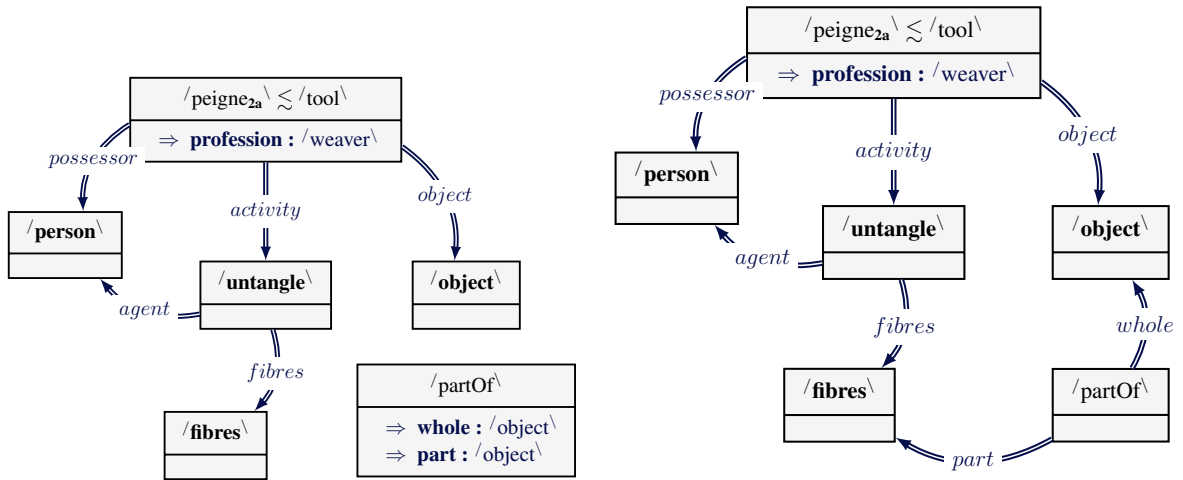 /peigne2a\ ≲ /tool\
⇒ profession : /weaver\
possessor
activity
object
/person\
/untangle\
/object\
agent
fibres
/fibres\
/partOf\
⇒ whole : /object\
⇒ part : /object\
/peigne2a\ ≲ /tool\
⇒ profession : /weaver\
possessor
activity
object
/person\
/untangle\
/object\
agent
fibres
whole
/fibres\
/partOf\
part